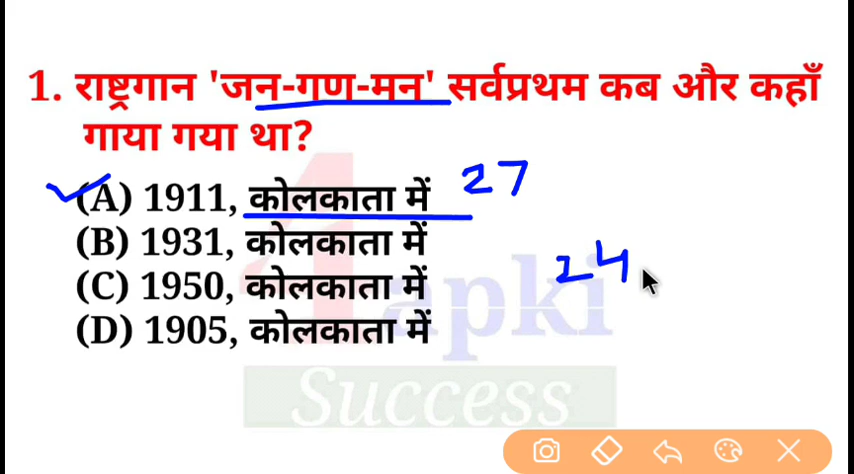 1. राष्ट्रगान 'जन-गण-मन' सर्वप्रथम कब और कहाँ
गाया गया था?
(A) 1911, कोलकाता में 27
(B) 1931, कोलकाता में
24
(C) 1950, कोलकाता में
(D) 1905, कोलकाता में
apki
Success